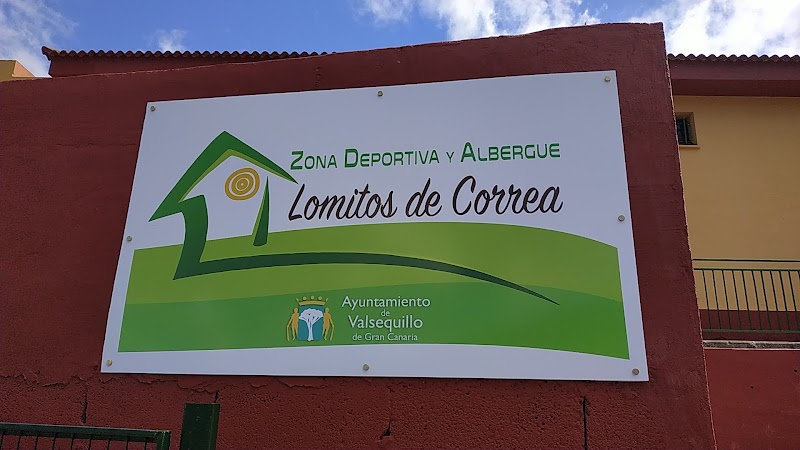 Zona Deportiva y Albergue
Lomitos de Correa
Ayuntamiento
de
Valsequillo
de Gran Canaria